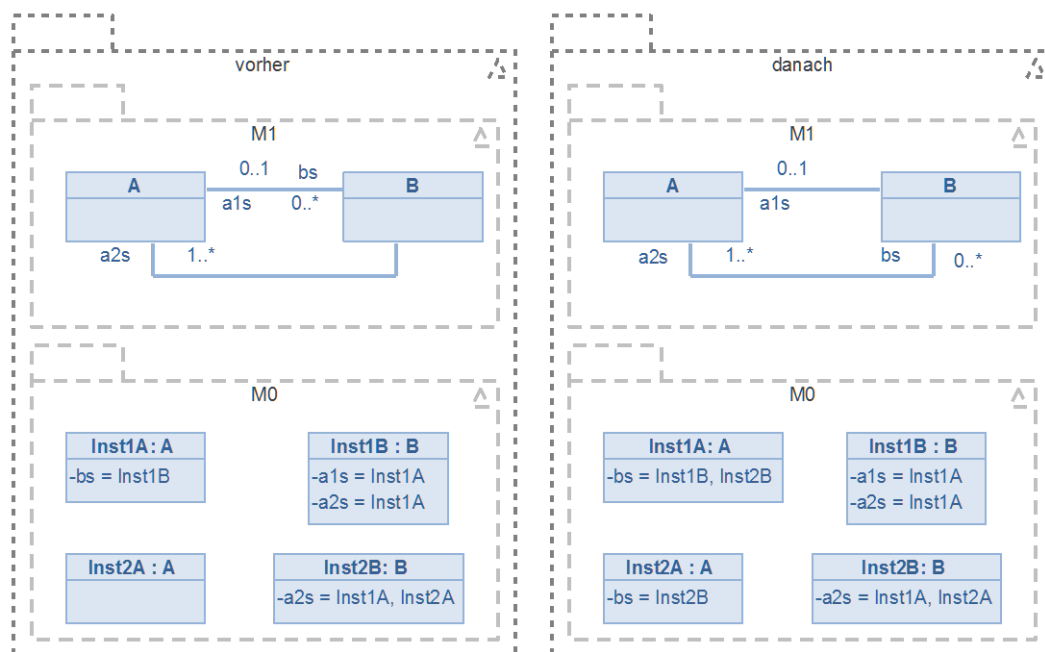 vorher
M1
0..1 bs
A B
a1s 0..*
a2s 1..*
M0
Inst1A: A
-bs = Inst1B
Inst1B : B
-a1s = Inst1A
-a2s = Inst1A
Inst2A : A
Inst2B: B
-a2s = Inst1A, Inst2A
danach
M1
0..1
A B
a1s
a2s 1..* bs 0..*
M0
Inst1A: A
-bs = Inst1B, Inst2B
Inst1B : B
-a1s = Inst1A
-a2s = Inst1A
Inst2A : A
-bs = Inst2B
Inst2B: B
-a2s = Inst1A, Inst2A